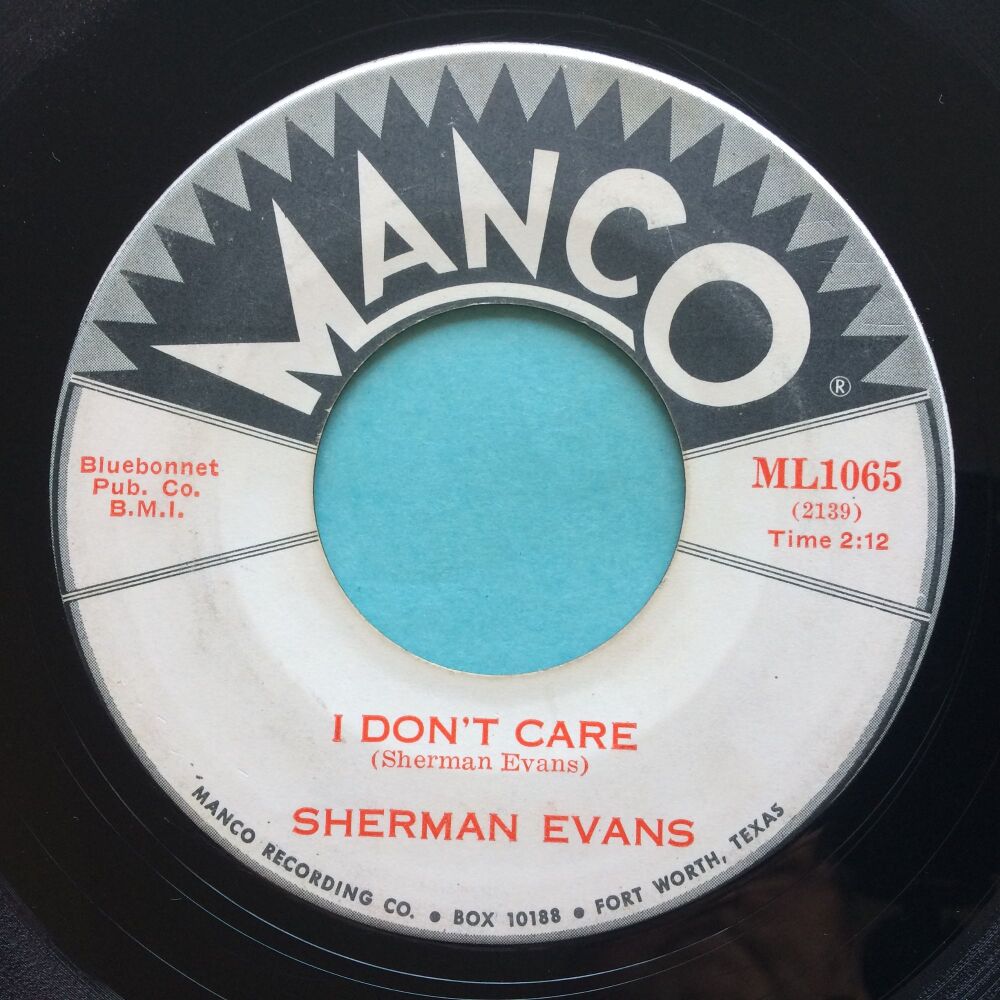 MANCO
®
Bluebonnet
Pub. Co.
B.M.I.
ML1065
(2139)
Time 2:12
I DON'T CARE
(Sherman Evans)
SHERMAN EVANS
MANCO RECORDING CO. • BOX 10188 • FORT WORTH, TEXAS